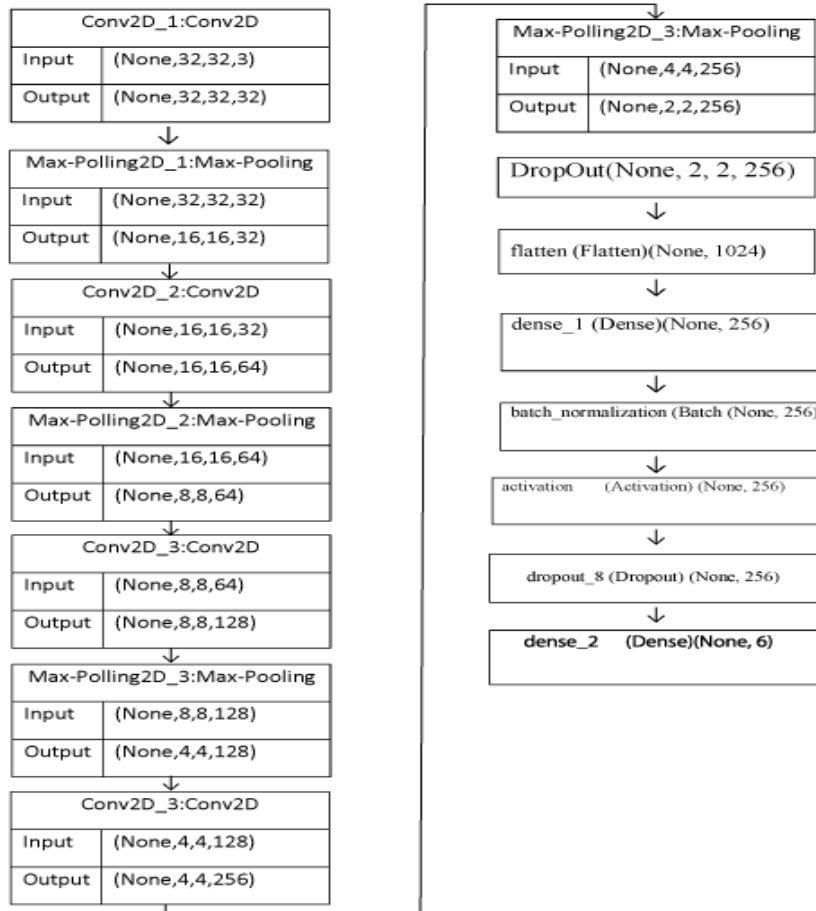 Conv2D_1:Conv2D
Input (None,32,32,3)
Output (None,32,32,32)
Max-Polling2D_1:Max-Pooling
Input (None,32,32,32)
Output (None,16,16,32)
Conv2D_2:Conv2D
Input (None,16,16,32)
Output (None,16,16,64)
Max-Polling2D_2:Max-Pooling
Input (None,16,16,64)
Output (None,8,8,64)
Conv2D_3:Conv2D
Input (None,8,8,64)
Output (None,8,8,128)
Max-Polling2D_3:Max-Pooling
Input (None,8,8,128)
Output (None,4,4,128)
Conv2D_3:Conv2D
Input (None,4,4,128)
Output (None,4,4,256)
Max-Polling2D_3:Max-Pooling
Input (None,4,4,256)
Output (None,2,2,256)
DropOut(None, 2, 2, 256)
flatten (Flatten)(None, 1024)
dense_1 (Dense)(None, 256)
batch_normalization (Batch (None, 256)
activation (Activation) (None, 256)
dropout_8 (Dropout) (None, 256)
dense_2 (Dense)(None, 6)